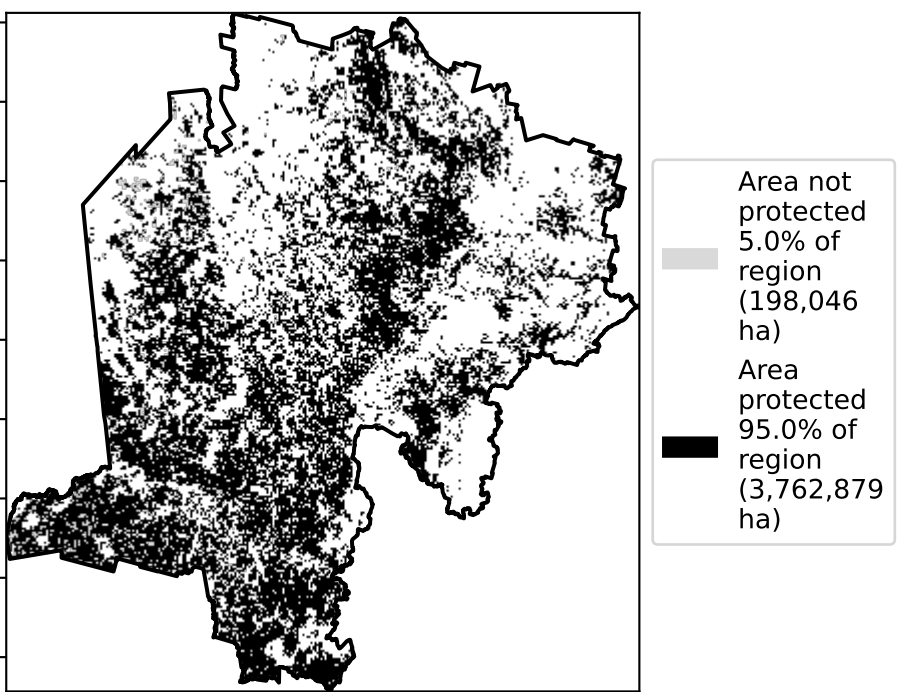 Area not
protected
5.0% of
region
(198,046
ha)
Area
protected
95.0% of
region
(3,762,879
ha)